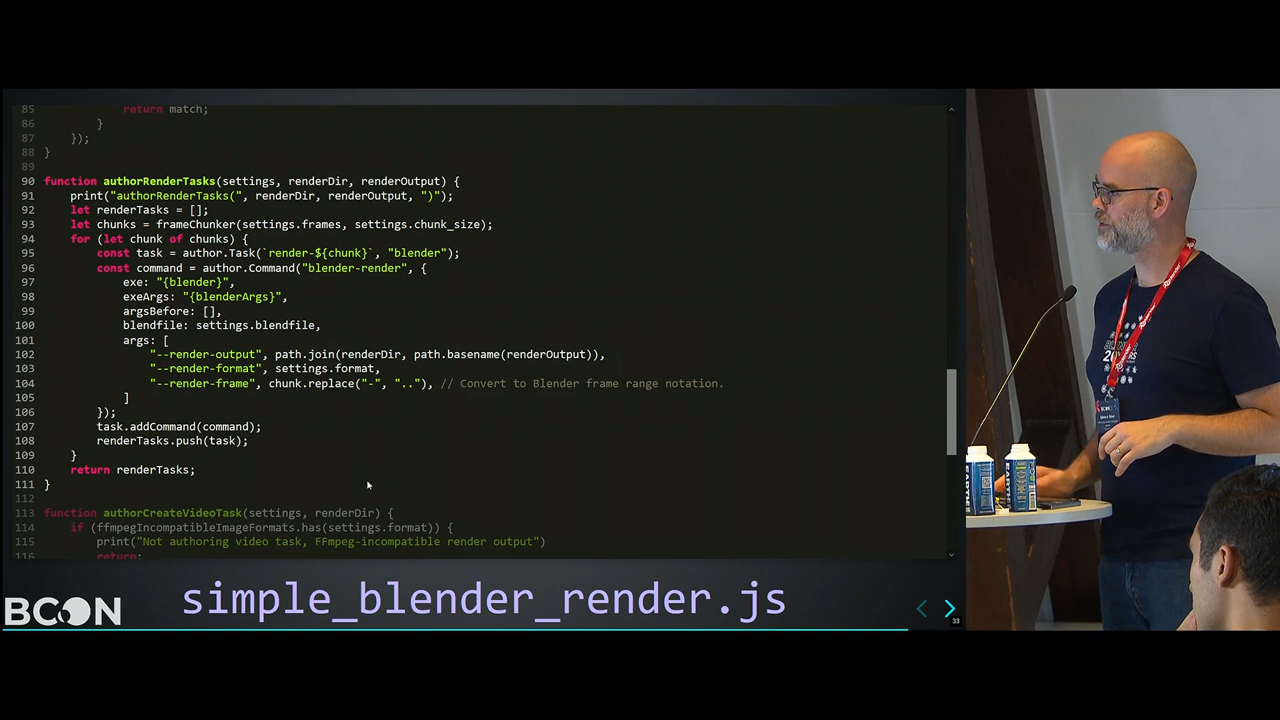 85 return match;
86 }
87 });
88 }
89
90 function authorRenderTasks(settings, renderDir, renderOutput) {
91 print("authorRenderTasks(", renderDir, renderOutput, ")");
92 let renderTasks = [];
93 let chunks = frameChunker(settings.frames, settings.chunk_size);
94 for (let chunk of chunks) {
95 const task = author.Task(`render-${chunk}`, "blender");
96 const command = author.Command("blender-render", {
97 exe: "{blender}",
98 exeArgs: "{blenderArgs}",
99 argsBefore: [],
100 blendfile: settings.blendfile,
101 args: [
102 "--render-output", path.join(renderDir, path.basename(renderOutput)),
103 "--render-format", settings.format,
104 "--render-frame", chunk.replace("-", ".."), // Convert to Blender frame range notation.
105 ]
106 });
107 task.addCommand(command);
108 renderTasks.push(task);
109 }
110 return renderTasks;
111 }
112
113 function authorCreateVideoTask(settings, renderDir) {
114 if (ffmpegIncompatibleImageFormats.has(settings.format)) {
115 print("Not authoring video task, FFmpeg-incompatible render output")
116 return;
simple_blender_render.js
BCON
33
BLENDER
20 YEARS